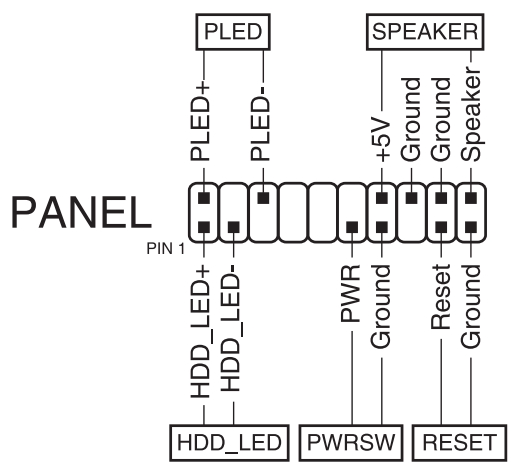 PLED
SPEAKER
PLED+
PLED-
+5V
Ground
Ground
Speaker
PANEL
PIN 1
HDD_LED+
HDD_LED-
PWR
Ground
Reset
Ground
HDD_LED
PWRSW
RESET